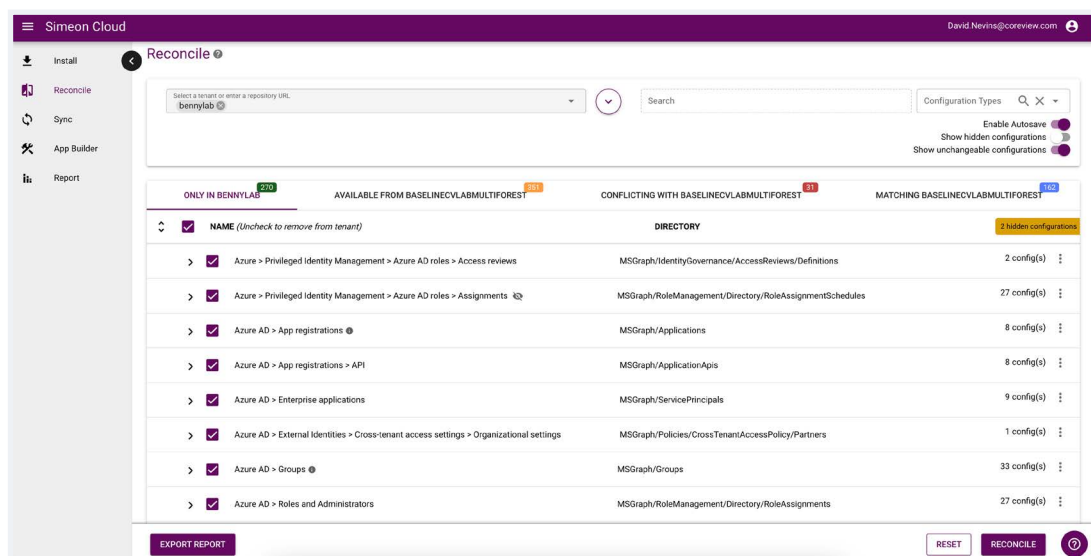 Simeon Cloud
David.Nevins@coreview.com
Install
Reconcile
Sync
App Builder
Report
Reconcile
Select a tenant or enter a repository URL
bennylab
Search
Configuration Types
Enable Autosave
Show hidden configurations
Show unchangeable configurations
ONLY IN BENNYLAB 270
AVAILABLE FROM BASELINECVLABMULTIFOREST 351
CONFLICTING WITH BASELINECVLABMULTIFOREST 31
MATCHING BASELINECVLABMULTIFOREST 162
NAME (Uncheck to remove from tenant) DIRECTORY 2 hidden configurations
Azure > Privileged Identity Management > Azure AD roles > Access reviews MSGraph/IdentityGovernance/AccessReviews/Definitions 2 config(s)
Azure > Privileged Identity Management > Azure AD roles > Assignments MSGraph/RoleManagement/Directory/RoleAssignmentSchedules 27 config(s)
Azure AD > App registrations MSGraph/Applications 8 config(s)
Azure AD > App registrations > API MSGraph/ApplicationApis 8 config(s)
Azure AD > Enterprise applications MSGraph/ServicePrincipals 9 config(s)
Azure AD > External Identities > Cross-tenant access settings > Organizational settings MSGraph/Policies/CrossTenantAccessPolicy/Partners 1 config(s)
Azure AD > Groups MSGraph/Groups 33 config(s)
Azure AD > Roles and Administrators MSGraph/RoleManagement/Directory/RoleAssignments 27 config(s)
EXPORT REPORT RESET RECONCILE